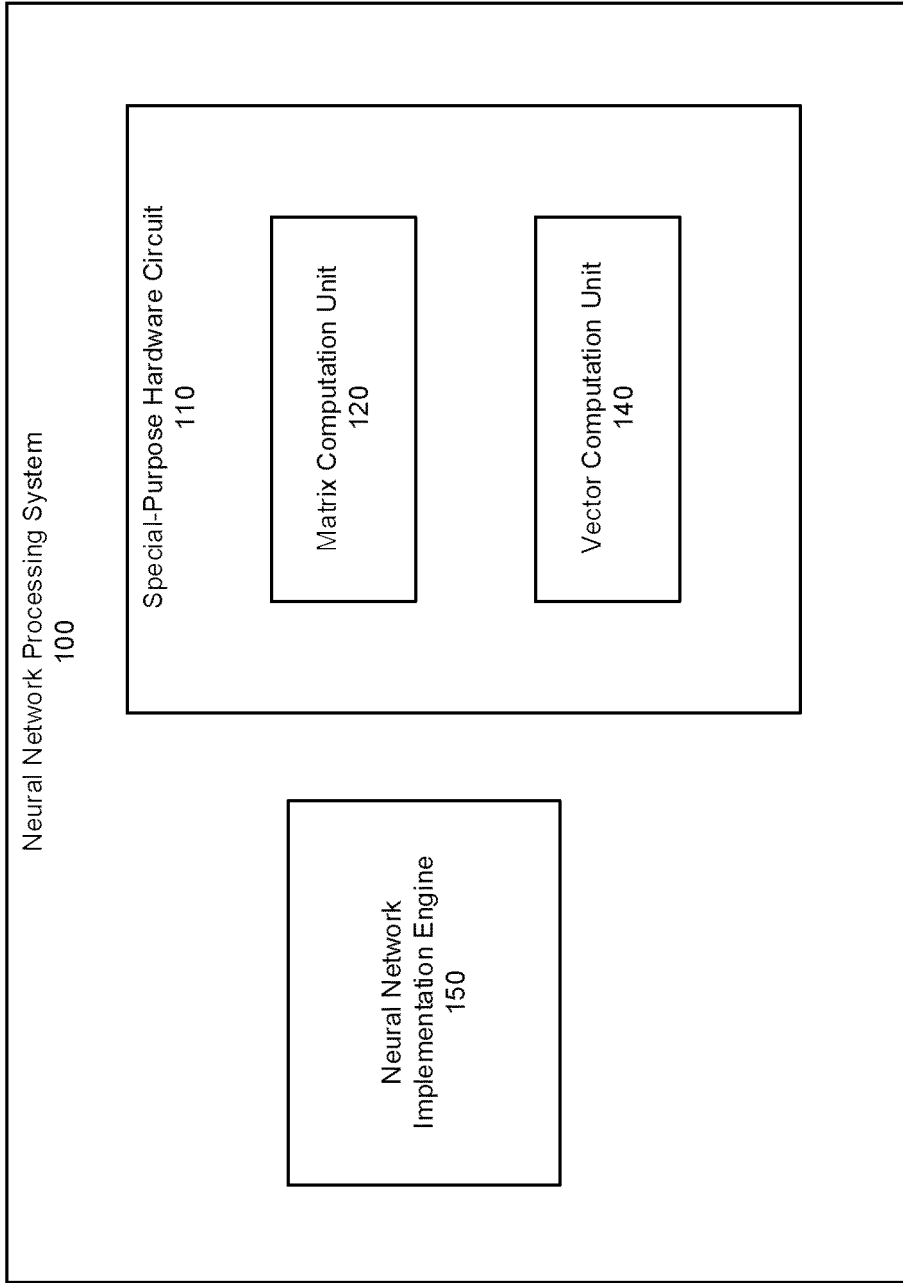 Neural Network Processing System
100
Neural Network
Implementation Engine
150
Special-Purpose Hardware Circuit
110
Matrix Computation Unit
120
Vector Computation Unit
140